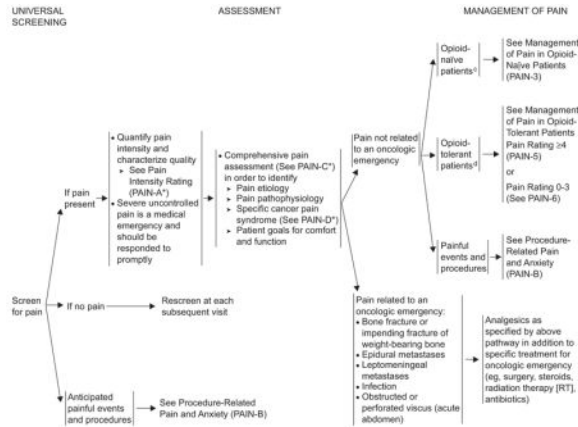 UNIVERSAL
SCREENING
ASSESSMENT
MANAGEMENT OF PAIN
Screen
for pain
If pain
present
• Quantify pain
intensity and
characterize quality
➤ See Pain
Intensity Rating
(PAIN-A*)
• Severe uncontrolled
pain is a medical
emergency and
should be
responded to
promptly
• Comprehensive pain
assessment (See PAIN-C*)
in order to identify
➤ Pain etiology
➤ Pain pathophysiology
➤ Specific cancer pain
syndrome (See PAIN-D*)
➤ Patient goals for comfort
and function
Pain not related
to an oncologic
emergency
Opioid-
naïve
patients
See Management
of Pain in Opioid-
Naïve Patients
(PAIN-3)
Opioid-
tolerant
patients
See Management
of Pain in Opioid-
Tolerant Patients
Pain Rating ≥4
(PAIN-5)
or
Pain Rating 0-3
(See PAIN-6)
Painful
events and
procedures
See Procedure-
Related Pain
and Anxiety
(PAIN-B)
If no pain
Rescreen at each
subsequent visit
Pain related to an
oncologic emergency:
• Bone fracture or
impending fracture of
weight-bearing bone
• Epidural metastases
• Leptomeningeal
metastases
• Infection
• Obstructed or
perforated viscus (acute
abdomen)
Analgesics as
specified by above
pathway in addition to
specific treatment for
oncologic emergency
(eg, surgery, steroids,
radiation therapy [RT],
antibiotics)
Anticipated
painful events
and procedures
See Procedure-Related
Pain and Anxiety (PAIN-B)